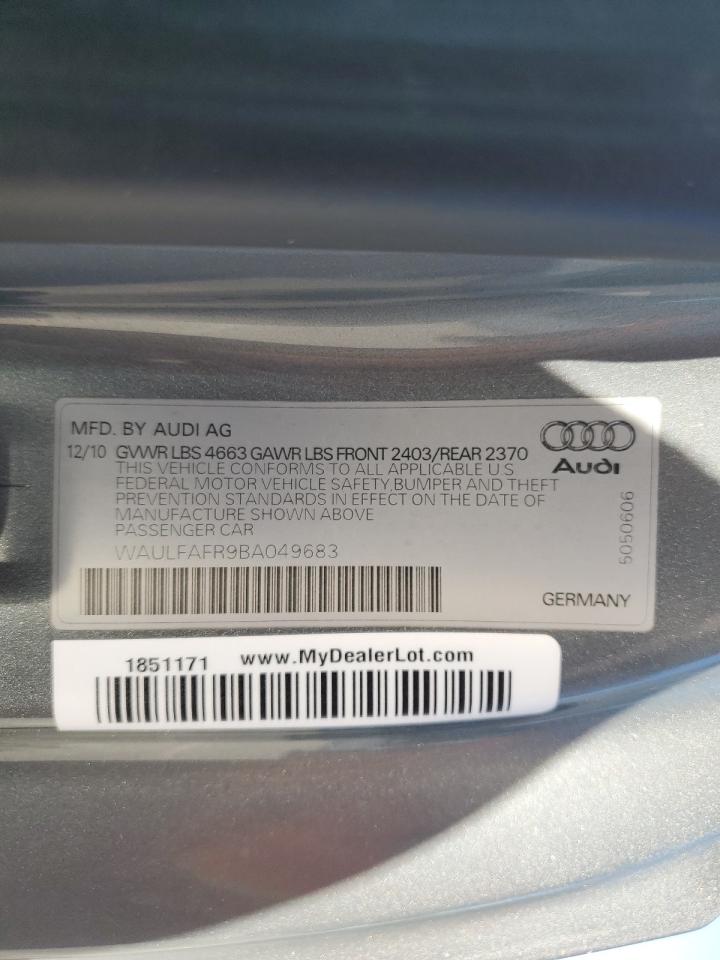 MFD. BY AUDI AG
12/10 GVWR LBS 4663 GAWR LBS FRONT 2403/REAR 2370
THIS VEHICLE CONFORMS TO ALL APPLICABLE U.S
FEDERAL MOTOR VEHICLE SAFETY,BUMPER AND THEFT
PREVENTION STANDARDS IN EFFECT ON THE DATE OF
MANUFACTURE SHOWN ABOVE
PASSENGER CAR
WAULFAFR9BA049683
Audi
5050606
GERMANY
1851171 www.MyDealerLot.com